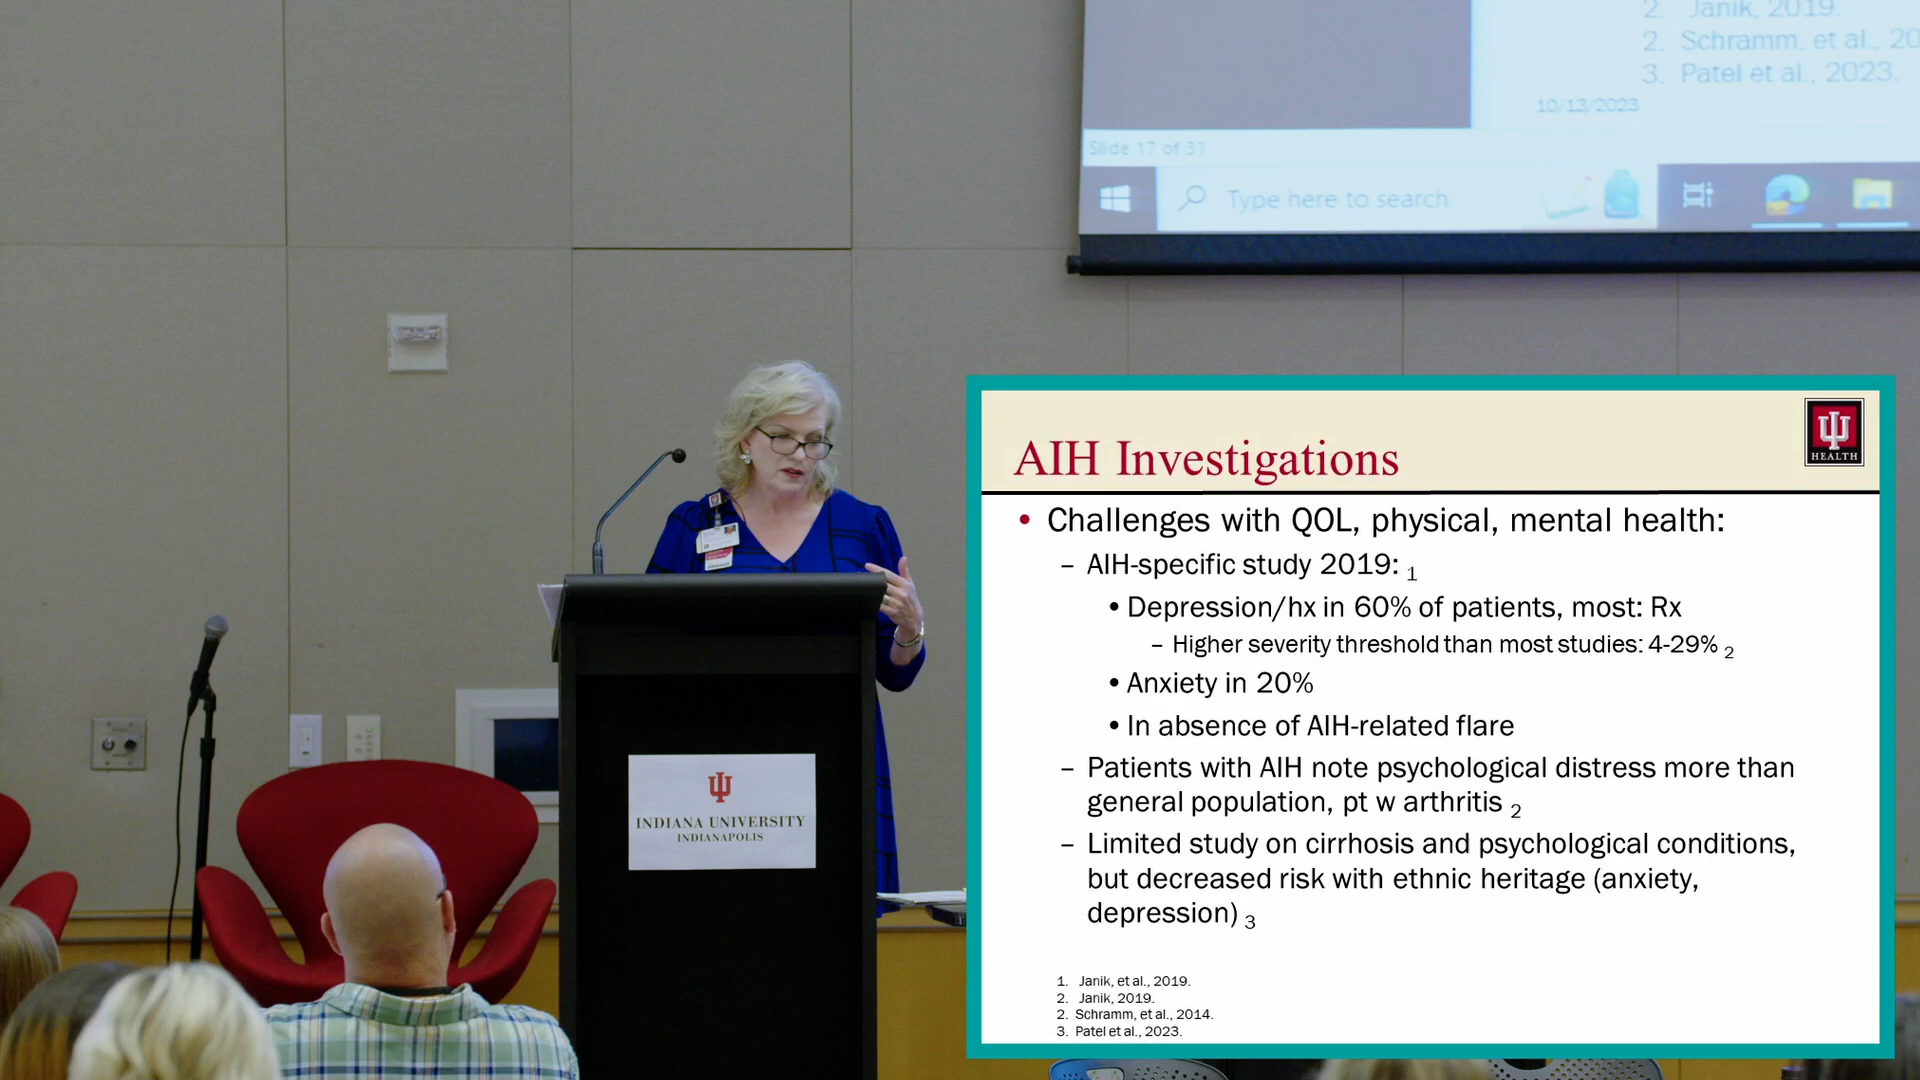 2. Janik, 2019.
2. Schramm, et al., 20
3. Patel et al., 2023.
10/13/2023
Slide 17 of 31
Type here to search
HEALTH
AIH Investigations
• Challenges with QOL, physical, mental health:
– AIH-specific study 2019: 1
• Depression/hx in 60% of patients, most: Rx
– Higher severity threshold than most studies: 4-29% 2
• Anxiety in 20%
• In absence of AIH-related flare
– Patients with AIH note psychological distress more than
general population, pt w arthritis 2
– Limited study on cirrhosis and psychological conditions,
but decreased risk with ethnic heritage (anxiety,
depression) 3
1. Janik, et al., 2019.
2. Janik, 2019.
2. Schramm, et al., 2014.
3. Patel et al., 2023.
INDIANA UNIVERSITY
INDIANAPOLIS